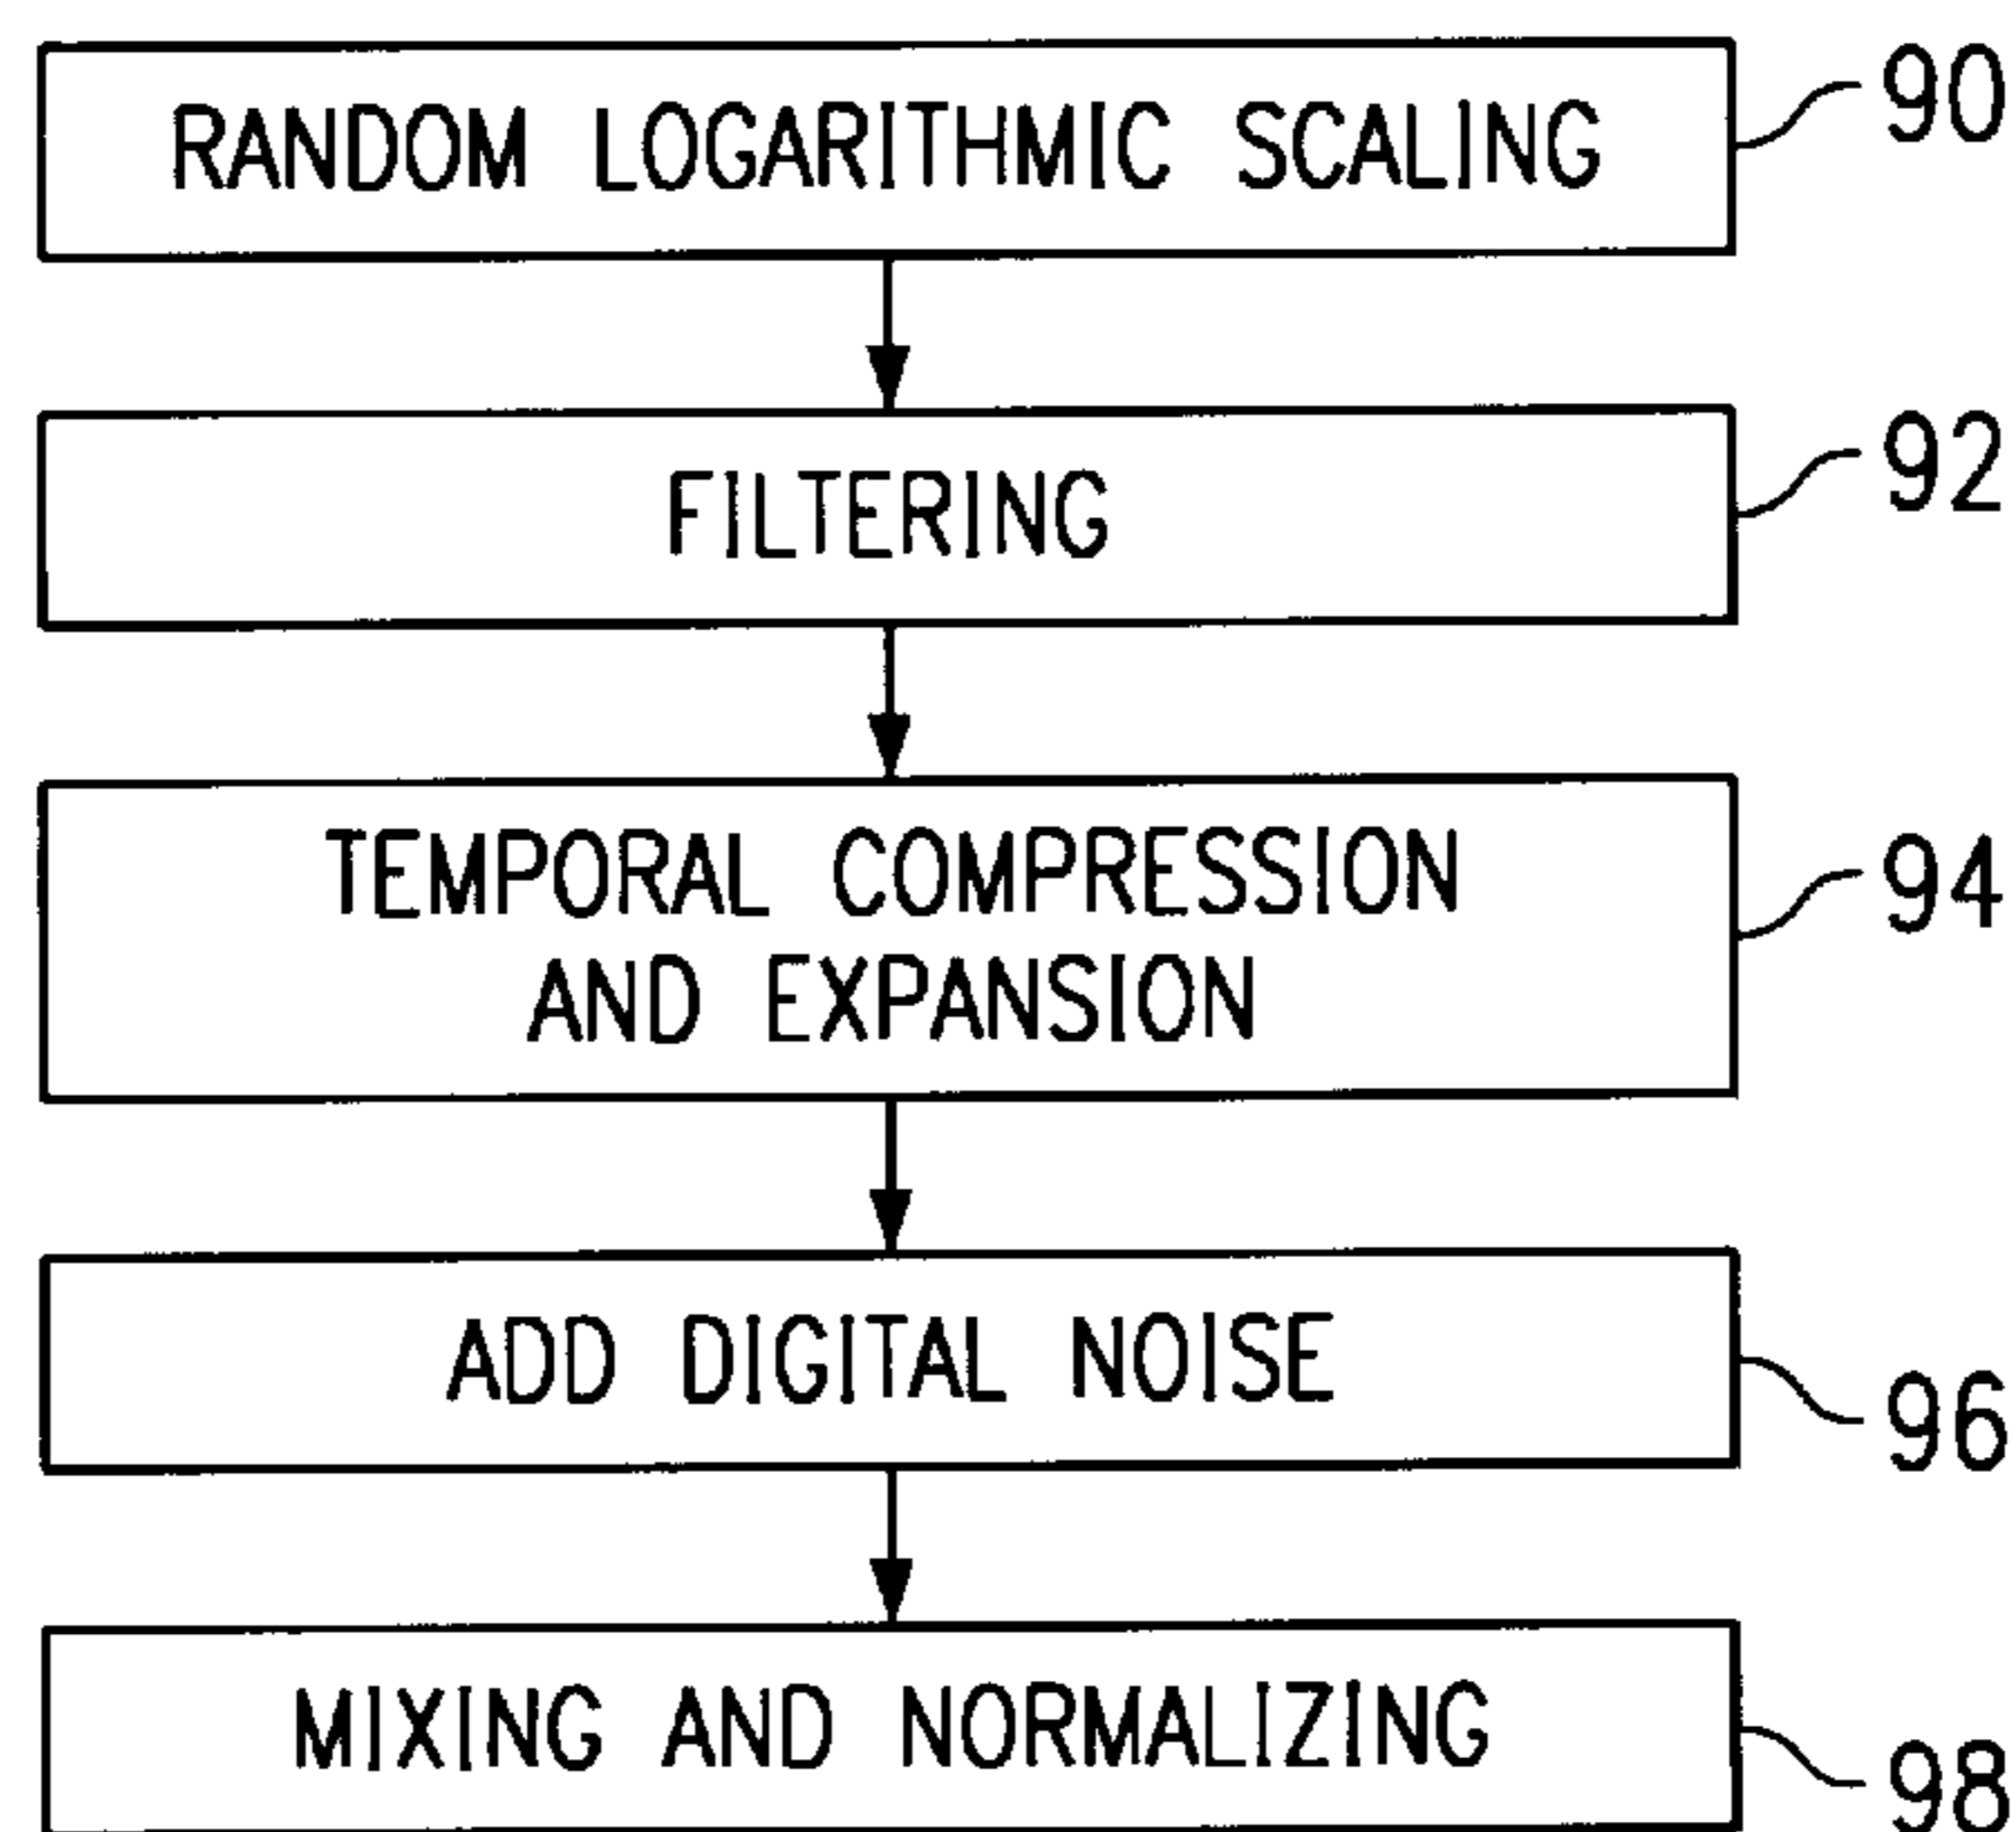 RANDOM LOGARITHMIC SCALING
90
FILTERING
92
TEMPORAL COMPRESSION
AND EXPANSION
94
ADD DIGITAL NOISE
96
MIXING AND NORMALIZING
98